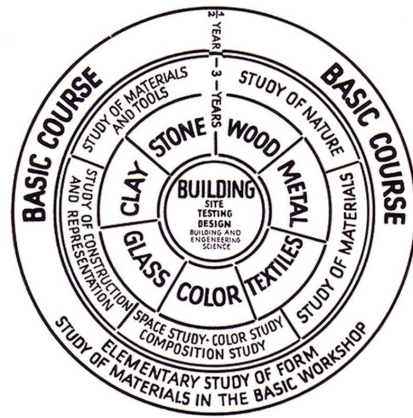 ½ YEAR
3 - YEARS
BASIC COURSE
BASIC COURSE
ELEMENTARY STUDY OF FORM
STUDY OF MATERIALS IN THE BASIC WORKSHOP
STUDY OF MATERIALS
AND TOOLS
STUDY OF NATURE
STUDY OF MATERIALS
SPACE STUDY · COLOR STUDY
COMPOSITION STUDY
STUDY OF CONSTRUCTION
AND REPRESENTATION
STONE
WOOD
METAL
TEXTILES
COLOR
GLASS
CLAY
BUILDING
SITE
TESTING
DESIGN
BUILDING AND
ENGENEERING
SCIENCE